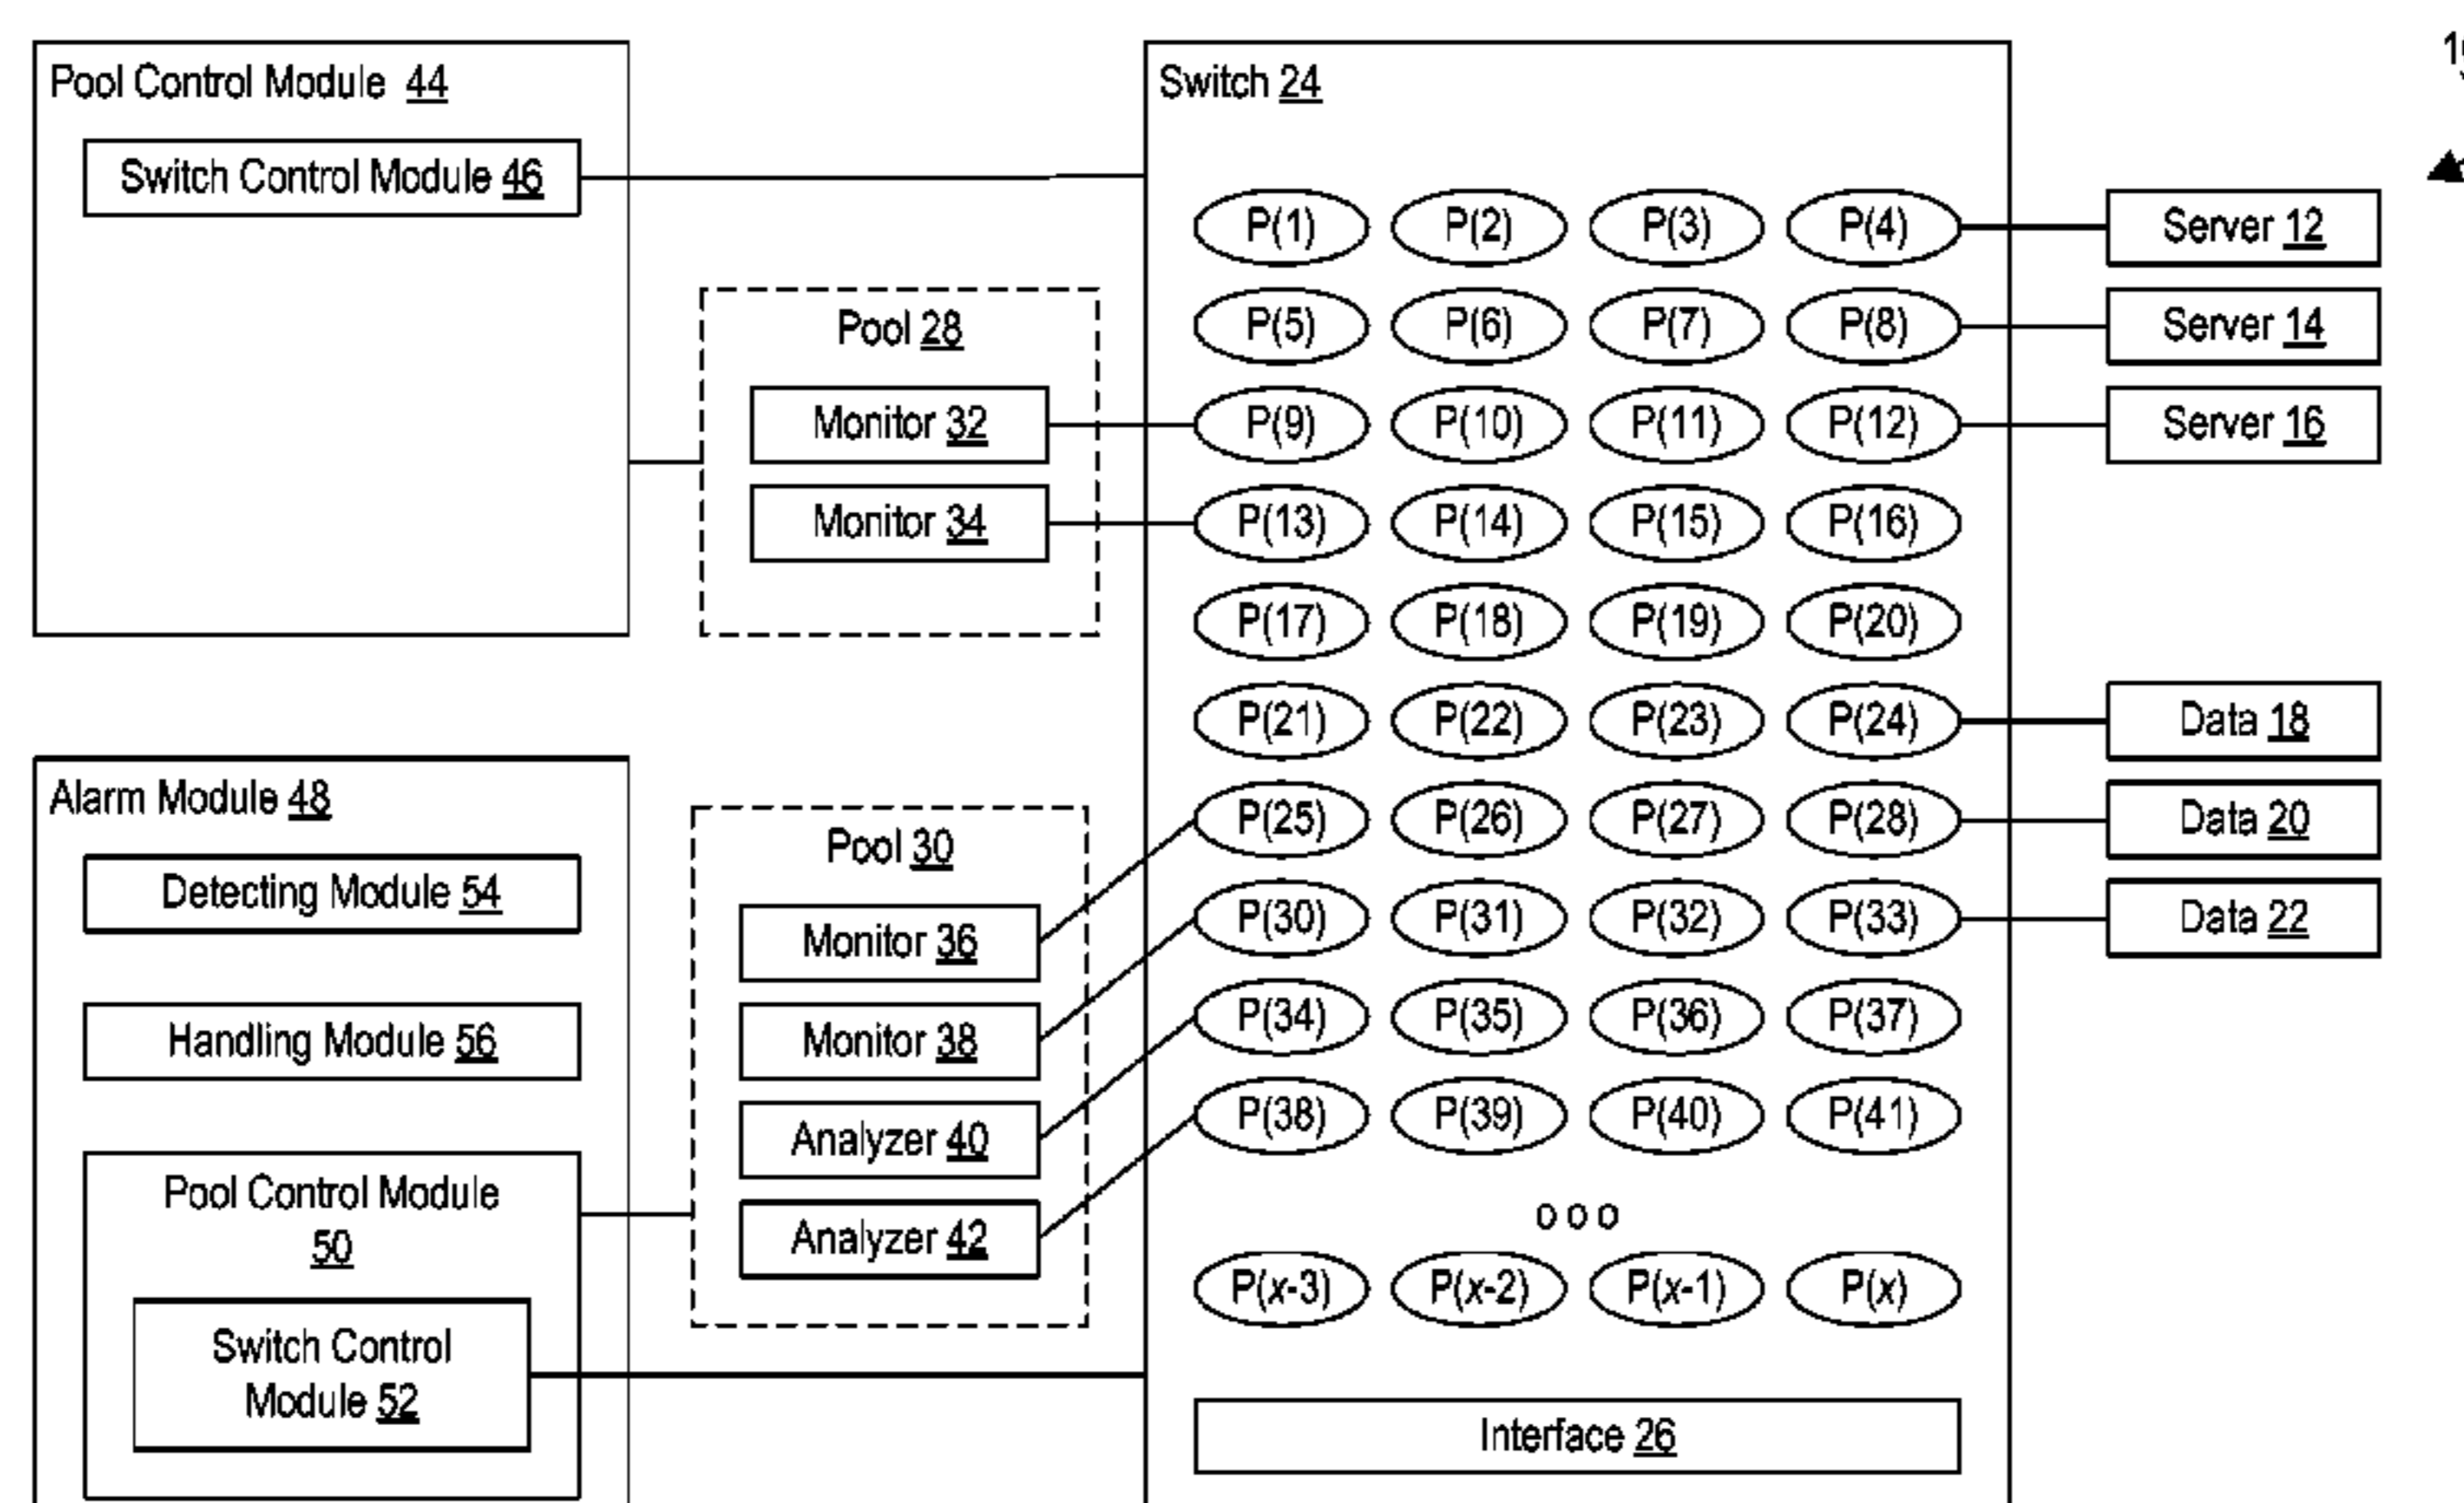 Pool Control Module 44
Switch Control Module 46
Pool 28
Monitor 32
Monitor 34
Alarm Module 48
Detecting Module 54
Handling Module 56
Pool Control Module
50
Switch Control
Module 52
Pool 30
Monitor 36
Monitor 38
Analyzer 40
Analyzer 42
Switch 24
P(1) P(2) P(3) P(4)
P(5) P(6) P(7) P(8)
P(9) P(10) P(11) P(12)
P(13) P(14) P(15) P(16)
P(17) P(18) P(19) P(20)
P(21) P(22) P(23) P(24)
P(25) P(26) P(27) P(28)
P(30) P(31) P(32) P(33)
P(34) P(35) P(36) P(37)
P(38) P(39) P(40) P(41)
o o o
P(x-3) P(x-2) P(x-1) P(x)
Interface 26
Server 12
Server 14
Server 16
Data 18
Data 20
Data 22